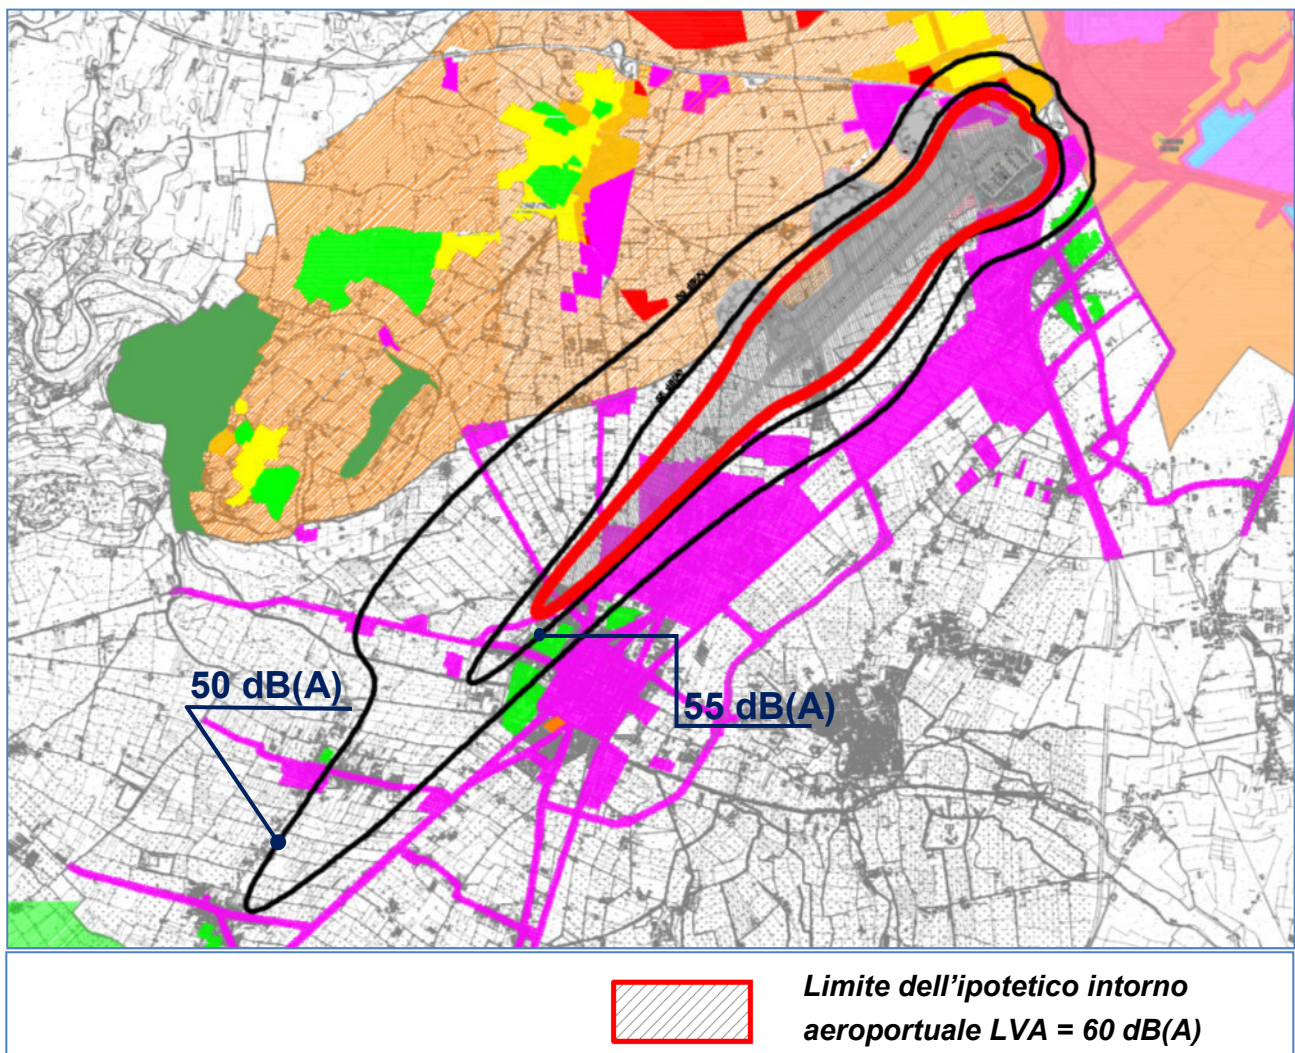 50 dB(A)
55 dB(A)
Limite dell'ipotetico intorno
aeroportuale LVA = 60 dB(A)